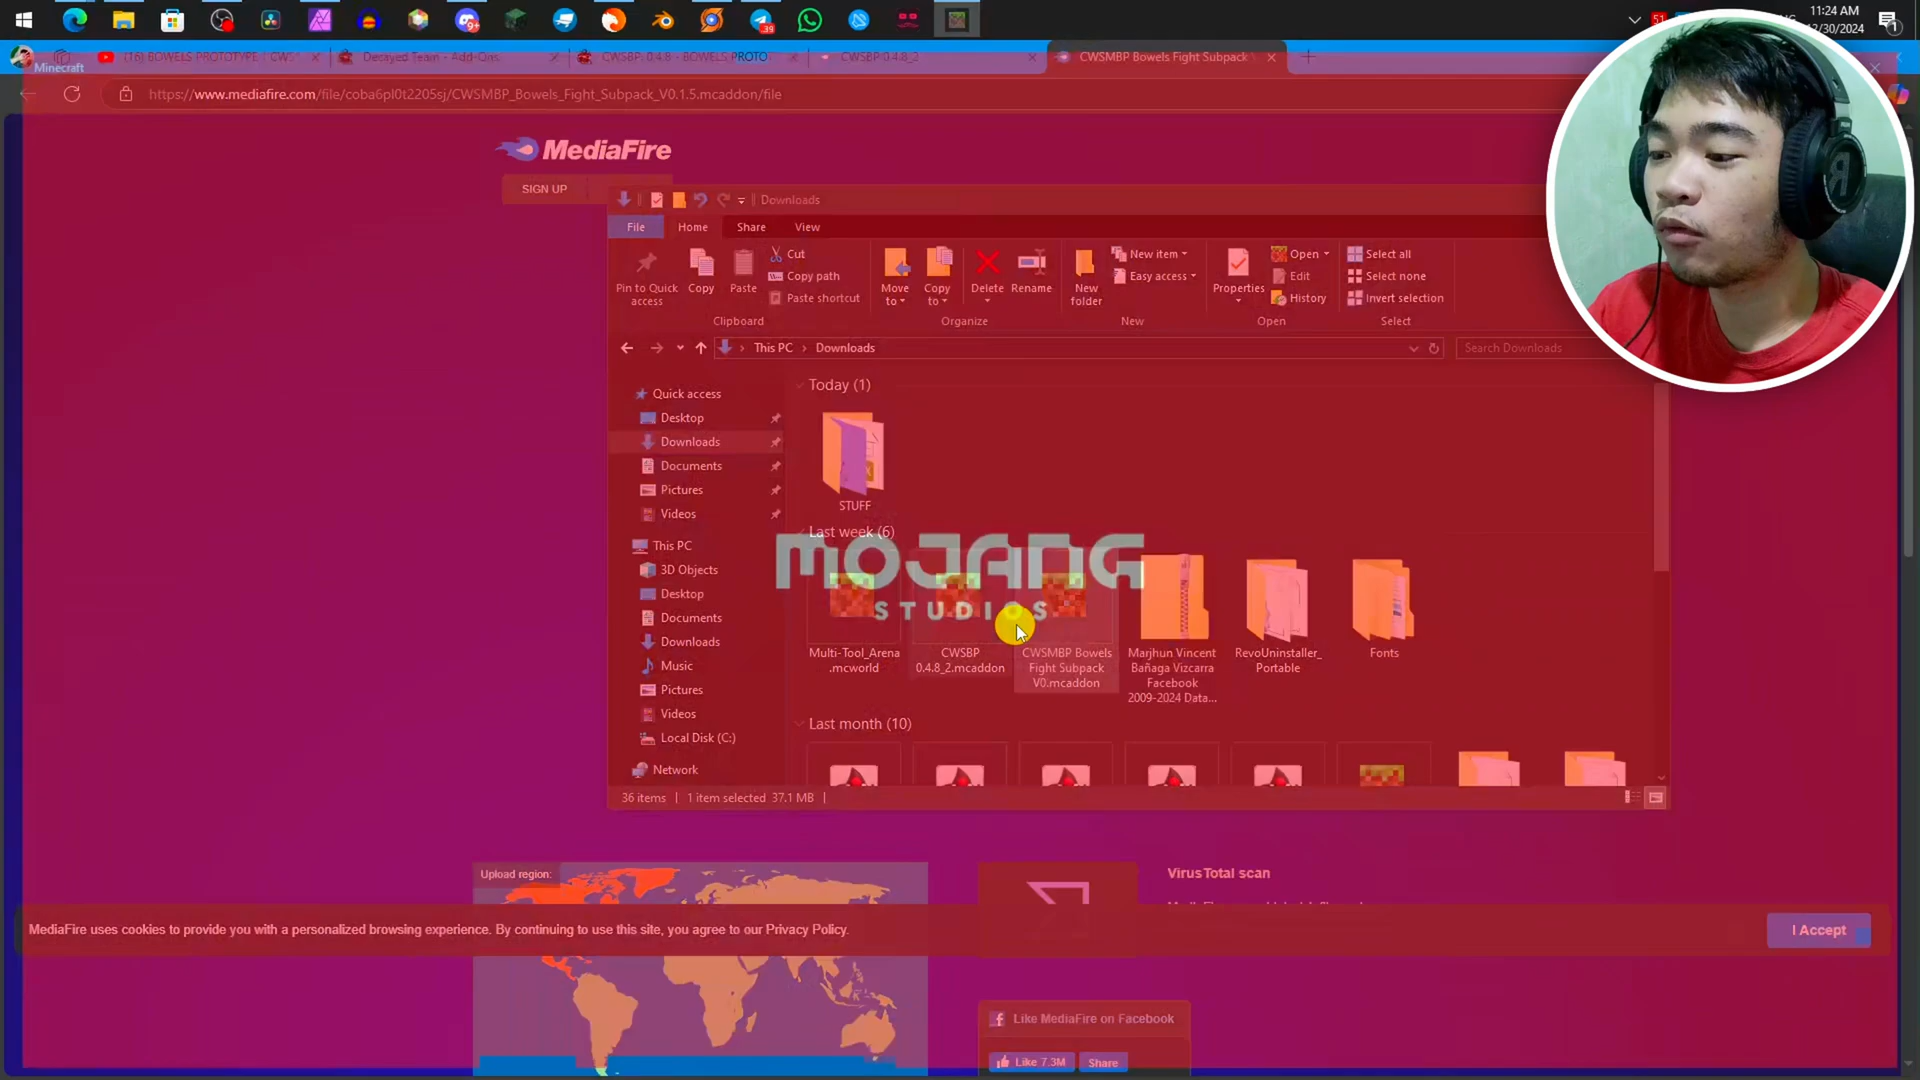 11:24 AM
12/30/2024
Minecraft
(16) BOWELS PROTOTYPE : CWS
Decayed Team - Add-Ons
CWSBP: 0.4.8 - BOWELS PROTO
CWSBP:0.4.8_2
CWSMBP Bowels Fight Subpack
https://www.mediafire.com/file/coba6pl0t2205sj/CWSMBP_Bowels_Fight_Subpack_V0.1.5.mcaddon/file
MediaFire
SIGN UP
Downloads
File Home Share View
Pin to Quick access
Copy
Paste
Cut
Copy path
Paste shortcut
Move to
Copy to
Delete
Rename
New folder
New item
Easy access
Properties
Open
Edit
History
Select all
Select none
Invert selection
Clipboard
Organize
New
Open
Select
This PC > Downloads
Search Downloads
Quick access
Desktop
Downloads
Documents
Pictures
Videos
This PC
3D Objects
Desktop
Documents
Downloads
Music
Pictures
Videos
Local Disk (C:)
Network
Today (1)
STUFF
Last week (6)
MOJANG
STUDIOS
Multi-Tool_Arena
.mcworld
CWSBP
0.4.8_2.mcaddon
CWSMBP Bowels
Fight Subpack
V0.mcaddon
Marjhun Vincent
Bañaga Vizcarra
Facebook
2009-2024 Data...
RevoUninstaller_
Portable
Fonts
Last month (10)
36 items
1 item selected 37.1 MB
Upload region:
VirusTotal scan
MediaFire uses cookies to provide you with a personalized browsing experience. By continuing to use this site, you agree to our Privacy Policy.
I Accept
Like MediaFire on Facebook
Like 7.3M
Share